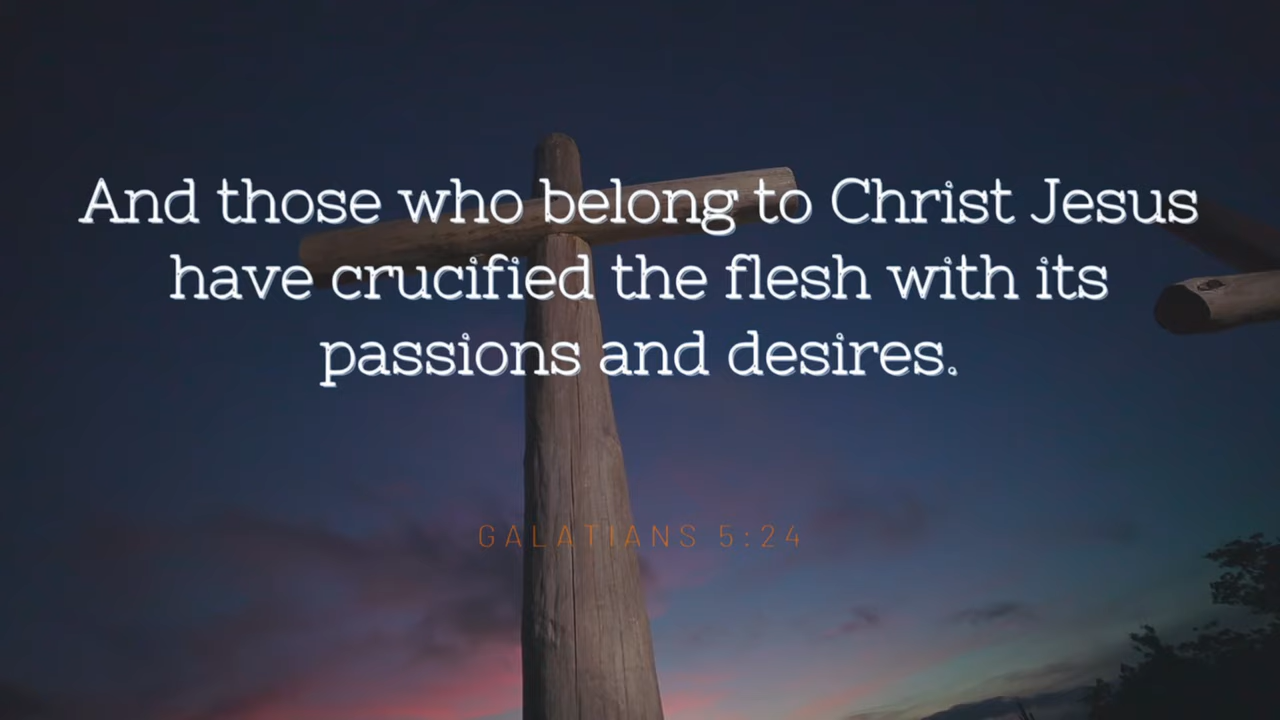 And those who belong to Christ Jesus
have crucified the flesh with its
passions and desires.
GALATIANS 5:24